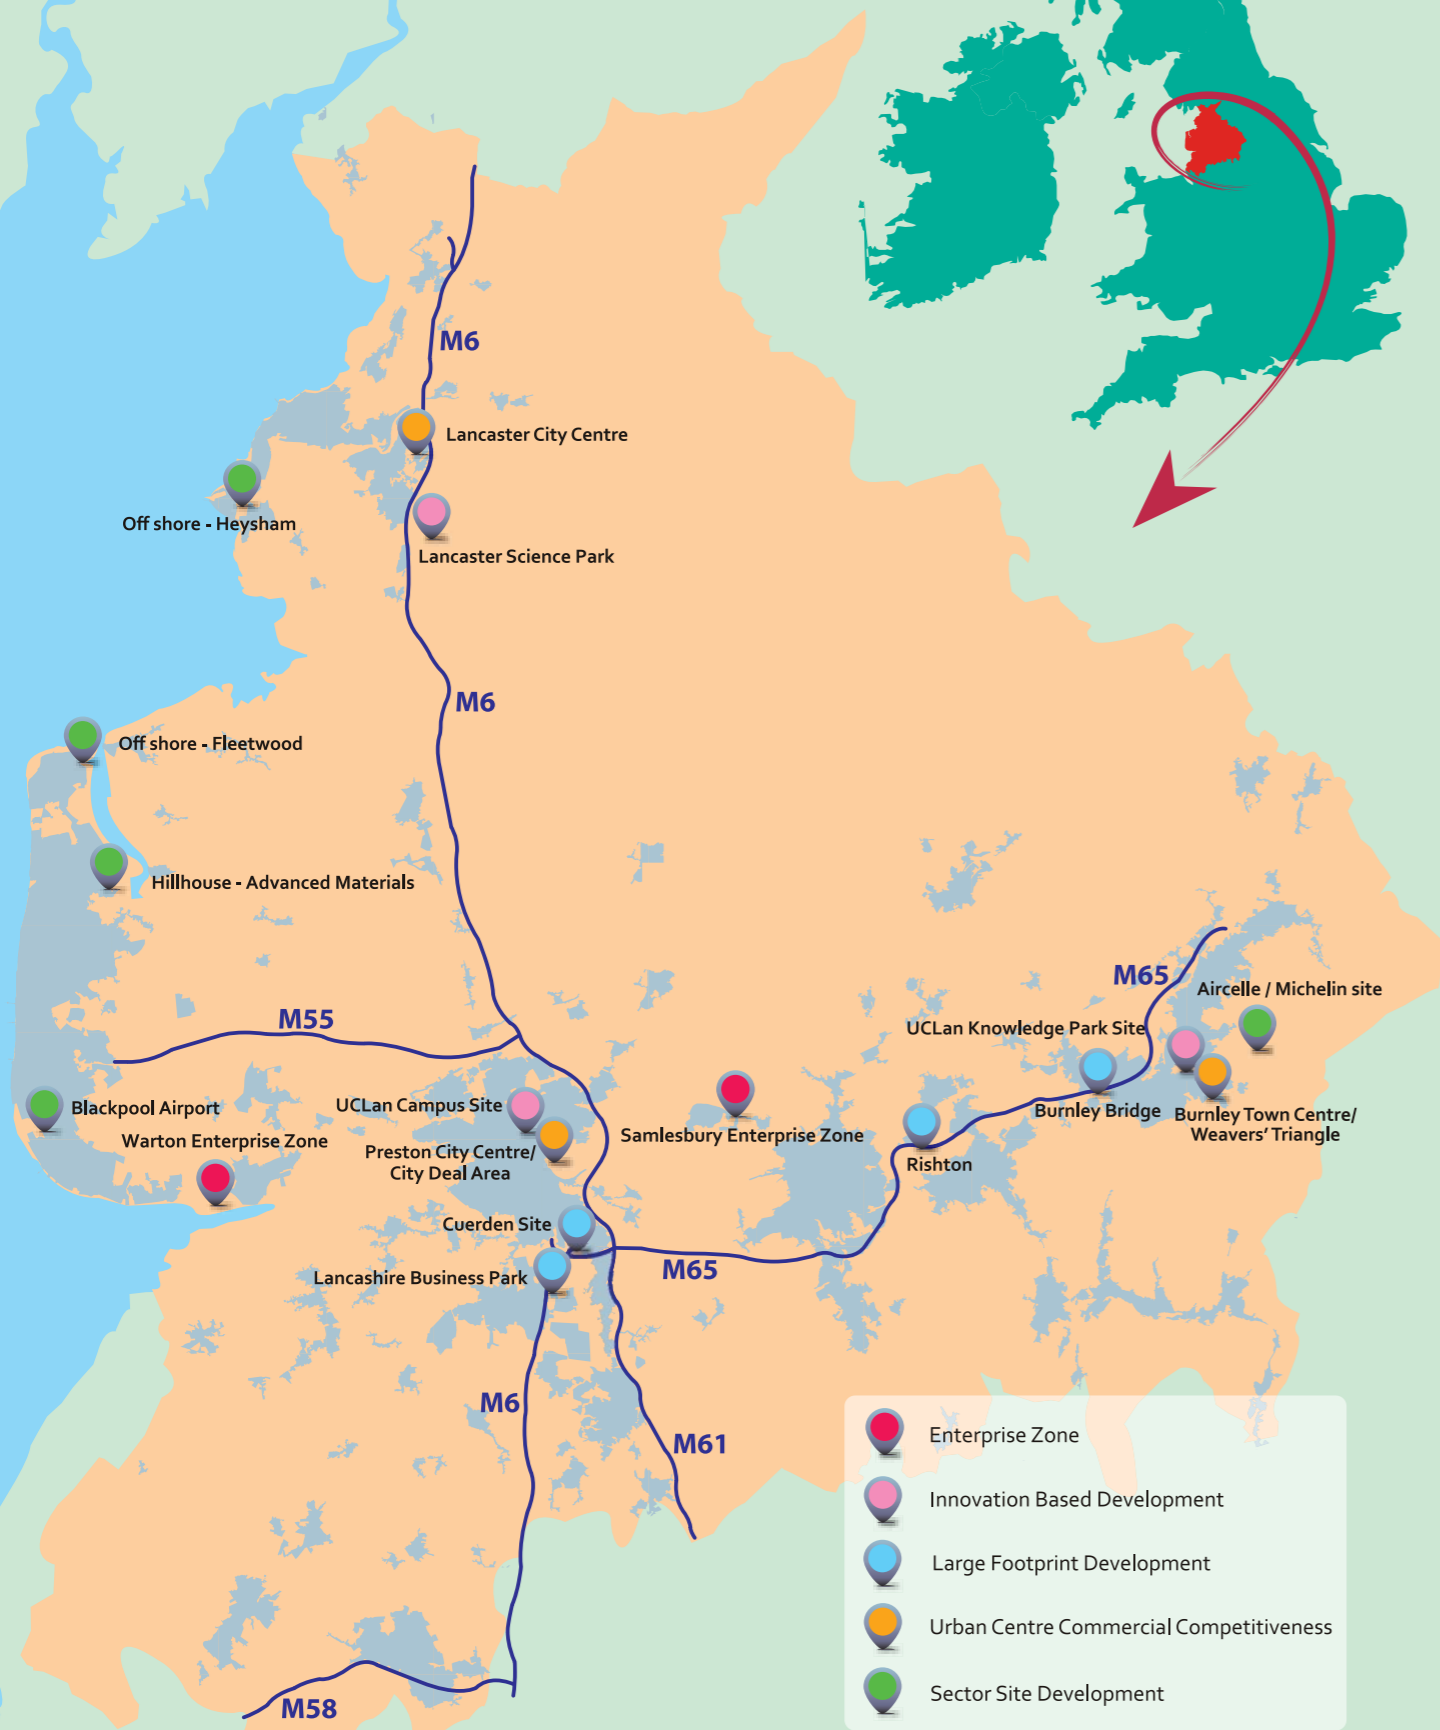 M6
Lancaster City Centre
Off shore - Heysham
Lancaster Science Park
M6
Off shore - Fleetwood
Hillhouse - Advanced Materials
M65
Aircelle / Michelin site
M55
UCLan Knowledge Park Site
Blackpool Airport
UCLan Campus Site
Burnley Bridge
Burnley Town Centre/
Weavers' Triangle
Warton Enterprise Zone
Samlesbury Enterprise Zone
Preston City Centre/
City Deal Area
Rishton
Cuerden Site
M65
Lancashire Business Park
M6
M61
Enterprise Zone
Innovation Based Development
Large Footprint Development
Urban Centre Commercial Competitiveness
Sector Site Development
M58